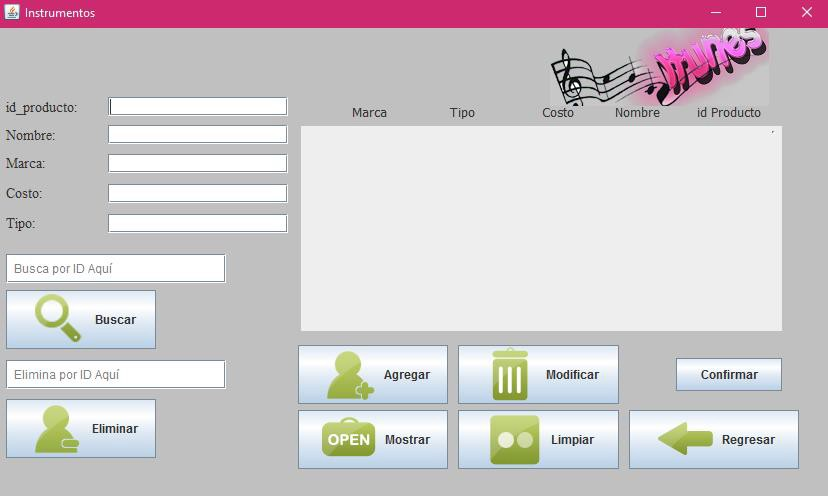 Instrumentos
itunes
id_producto:
Nombre:
Marca:
Costo:
Tipo:
Marca Tipo Costo Nombre id Producto
Busca por ID Aquí
Buscar
Elimina por ID Aquí
Eliminar
Agregar Modificar Confirmar
OPEN Mostrar Limpiar Regresar